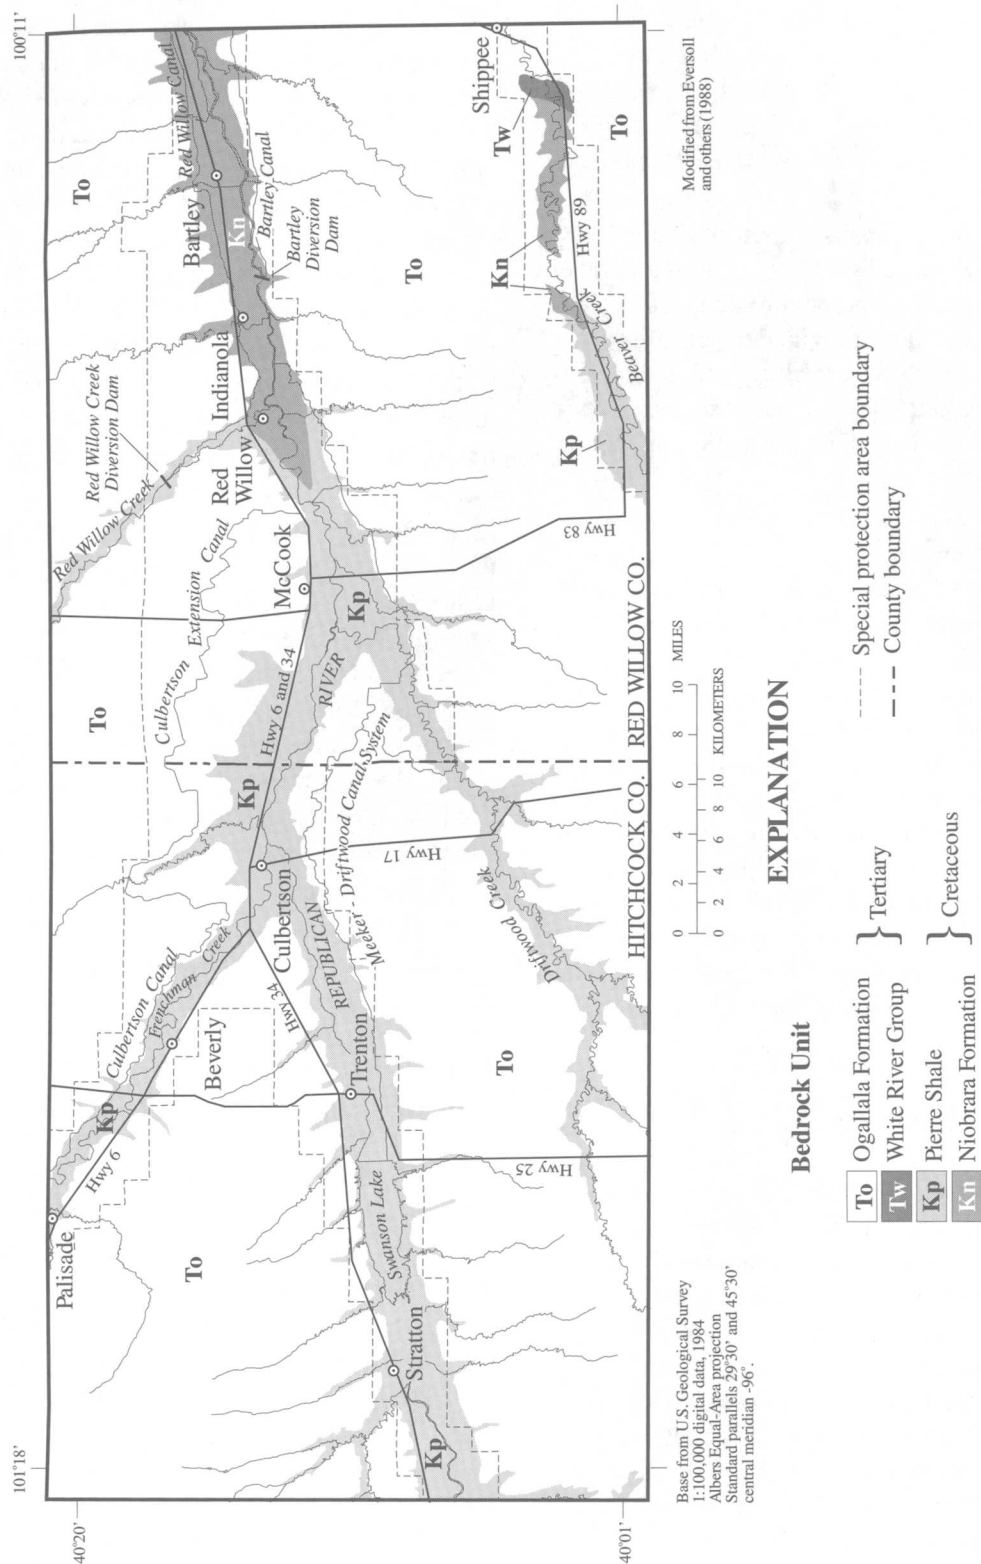 101°18'
100°11'
40°20'
40°01'
Palisade
Hwy 6
Kp
Culbertson Canal
Frenchman Creek
Beverly
To
Culbertson
Extension
Canal
To
Red Willow Creek
Red Willow Creek
Diversion Dam
To
Red Willow Canal
Bartley
Kn
Bartley Canal
Bartley
Diversion
Dam
Indianola
Red
Willow
McCook
Hwy 6 and 34
Kp
Kp
RIVER
Culbertson
Hwy 34
REPUBLICAN
Meeker - Driftwood Canal System
Trenton
Swanson Lake
Stratton
Kp
Hwy 25
To
Hwy 17
Driftwood Creek
Hwy 83
To
Kp
Beaver Creek
Kn
Hwy 89
Tw
Shippee
To
HITCHCOCK CO.
RED WILLOW CO.
Base from U.S. Geological Survey
1:100,000 digital data, 1984
Albers Equal-Area projection
Standard parallels 29°30' and 45°30'
central meridian -96°.
0 2 4 6 8 10 MILES
0 2 4 6 8 10 KILOMETERS
Modified from Eversoll
and others (1988)
EXPLANATION
Bedrock Unit
To Ogallala Formation
Tw White River Group
Tertiary
Kp Pierre Shale
Kn Niobrara Formation
Cretaceous
Special protection area boundary
County boundary